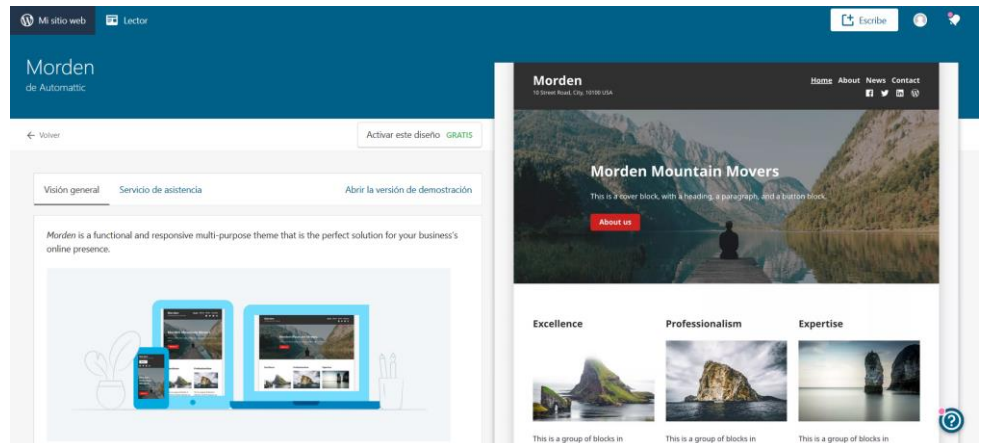 Mi sitio web Lector Escribe
Morden
de Automattic
Volver
Activar este diseño GRATIS
Visión general Servicio de asistencia Abrir la versión de demostración
Morden is a functional and responsive multi-purpose theme that is the perfect solution for your business's
online presence.
Morden
10 Street Road, City, 10100 USA
Home About News Contact
Morden Mountain Movers
This is a cover block, with a heading, a paragraph, and a button block.
About us
Excellence Professionalism Expertise
This is a group of blocks in This is a group of blocks in This is a group of blocks in